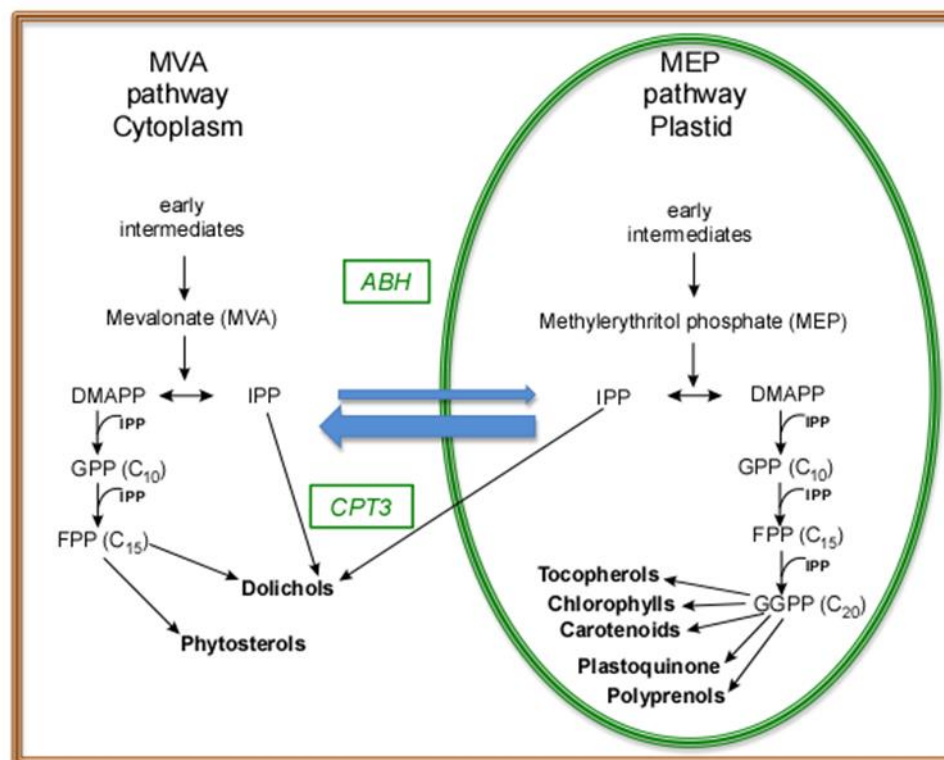 MVA
pathway
Cytoplasm
early
intermediates
Mevalonate (MVA)
DMAPP
IPP
IPP
GPP (C10)
IPP
FPP (C15)
Dolichols
Phytosterols
ABH
CPT3
MEP
pathway
Plastid
early
intermediates
Methylerythritol phosphate (MEP)
IPP
DMAPP
IPP
GPP (C10)
IPP
FPP (C15)
IPP
GGPP (C20)
Tocopherols
Chlorophylls
Carotenoids
Plastoquinone
Polyprenols